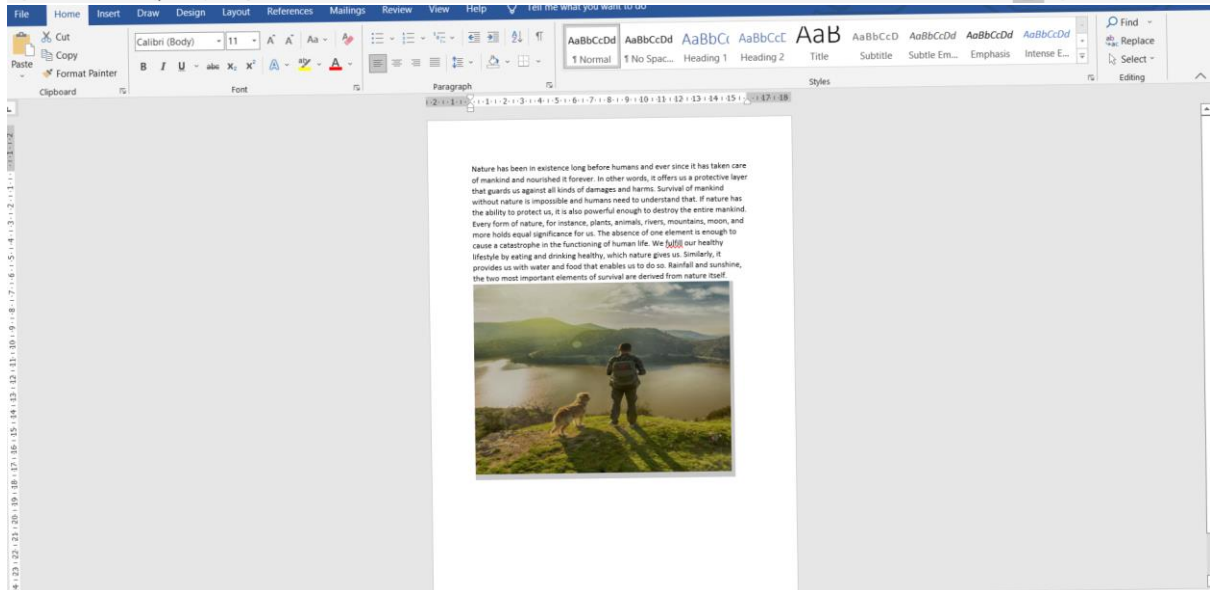 File Home Insert Draw Design Layout References Mailings Review View Help Tell me what you want to do
Cut
Copy
Format Painter
Paste
Clipboard
Calibri (Body) 11
Font
Paragraph
AaBbCcDd AaBbCcDd AaBbC( AaBbCcE AaB AaBbCcD AaBbCcDd AaBbCcDd AaBbCcDd
¶ Normal ¶ No Spac... Heading 1 Heading 2 Title Subtitle Subtle Em... Emphasis Intense E...
Styles
Find
Replace
Select
Editing
Nature has been in existence long before humans and ever since it has taken care
of mankind and nourished it forever. In other words, it offers us a protective layer
that guards us against all kinds of damages and harms. Survival of mankind
without nature is impossible and humans need to understand that. If nature has
the ability to protect us, it is also powerful enough to destroy the entire mankind.
Every form of nature, for instance, plants, animals, rivers, mountains, moon, and
more holds equal significance for us. The absence of one element is enough to
cause a catastrophe in the functioning of human life. We fulfill our healthy
lifestyle by eating and drinking healthy, which nature gives us. Similarly, it
provides us with water and food that enables us to do so. Rainfall and sunshine,
the two most important elements of survival are derived from nature itself.